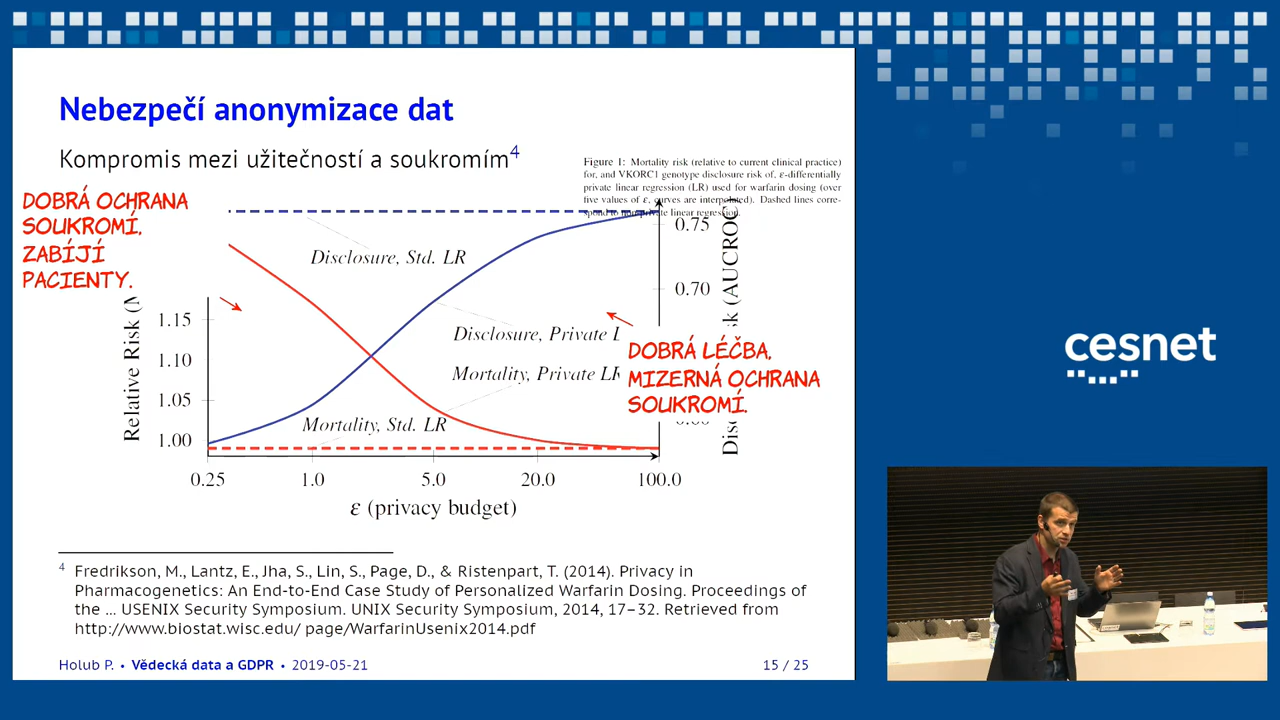 Nebezpečí anonymizace dat
Kompromis mezi užitečností a soukromím⁴
Figure 1: Mortality risk (relative to current clinical practice)
for, and VKORC1 genotype disclosure risk of, ε-differentially
private linear regression (LR) used for warfarin dosing (over
five values of ε, curves are interpolated). Dashed lines corre-
spond to non-private linear regression.
DOBRÁ OCHRANA
SOUKROMÍ,
ZABÍJÍ
PACIENTY.
Disclosure, Std. LR
Disclosure, Private
Mortality, Private LR
Mortality, Std. LR
DOBRÁ LÉČBA,
MIZERNÁ OCHRANA
SOUKROMÍ.
Relative Risk
1.15
1.10
1.05
1.00
0.75
0.70
(AUCROC)
0.25 1.0 5.0 20.0 100.0
ε (privacy budget)
⁴ Fredrikson, M., Lantz, E., Jha, S., Lin, S., Page, D., & Ristenpart, T. (2014). Privacy in
Pharmacogenetics: An End-to-End Case Study of Personalized Warfarin Dosing. Proceedings of
the ... USENIX Security Symposium. UNIX Security Symposium, 2014, 17–32. Retrieved from
http://www.biostat.wisc.edu/ page/WarfarinUsenix2014.pdf
Holub P. • Vědecká data a GDPR • 2019-05-21
15 / 25
cesnet